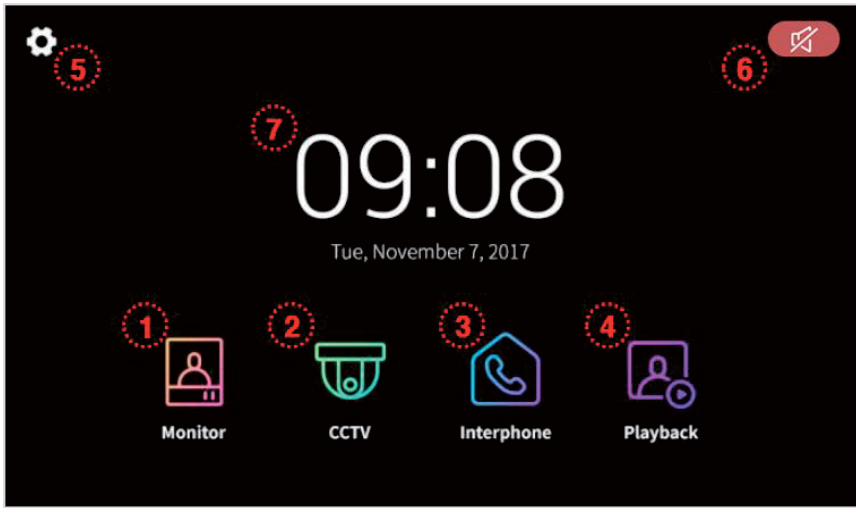 5
6
7
09:08
Tue, November 7, 2017
1 2 3 4
Monitor CCTV Interphone Playback